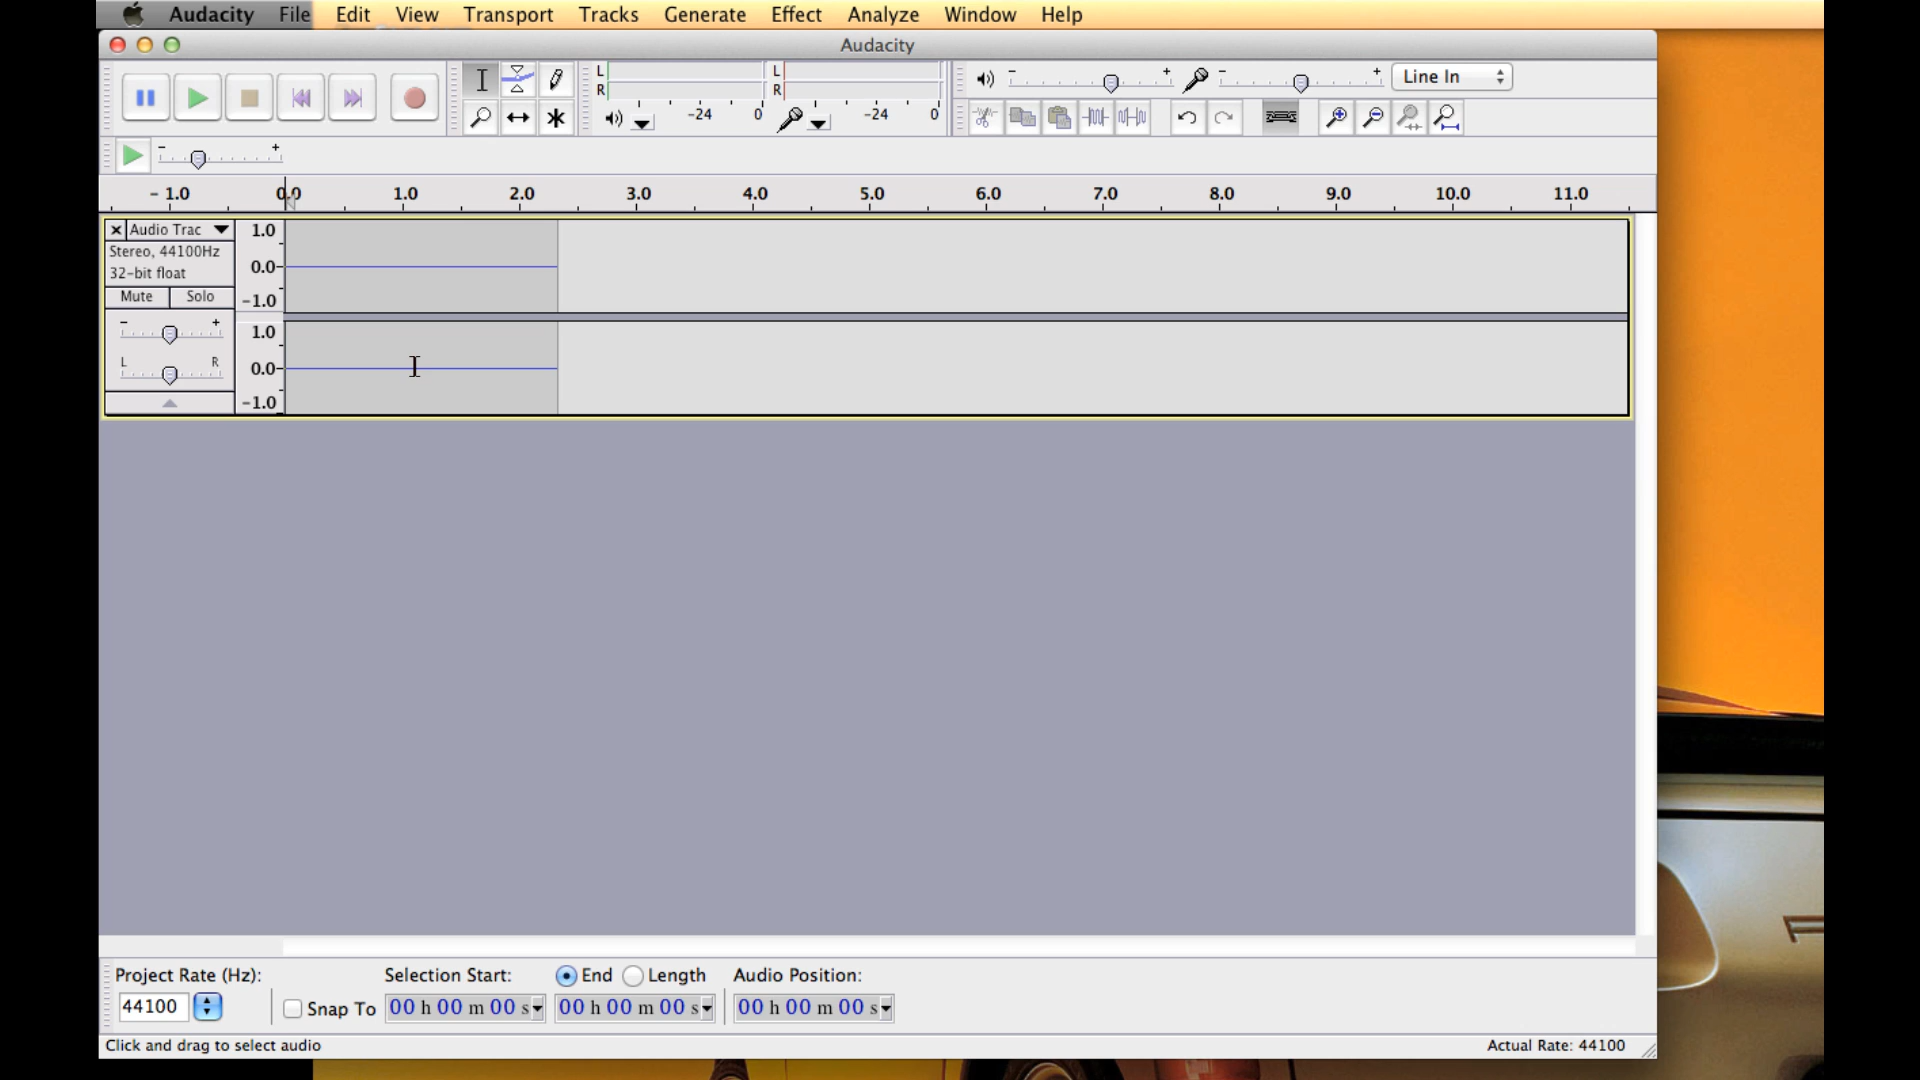 Audacity File Edit View Transport Tracks Generate Effect Analyze Window Help
Audacity
L L
R R
-24 0 -24 0
- + - + Line In
- +
- 1.0 0.0 1.0 2.0 3.0 4.0 5.0 6.0 7.0 8.0 9.0 10.0 11.0
Audio Trac 1.0
Stereo, 44100Hz
32-bit float 0.0
Mute Solo -1.0
- + 1.0
L R 0.0
-1.0
Project Rate (Hz): Selection Start: End Length Audio Position:
44100 Snap To 00 h 00 m 00 s 00 h 00 m 00 s 00 h 00 m 00 s
Click and drag to select audio Actual Rate: 44100